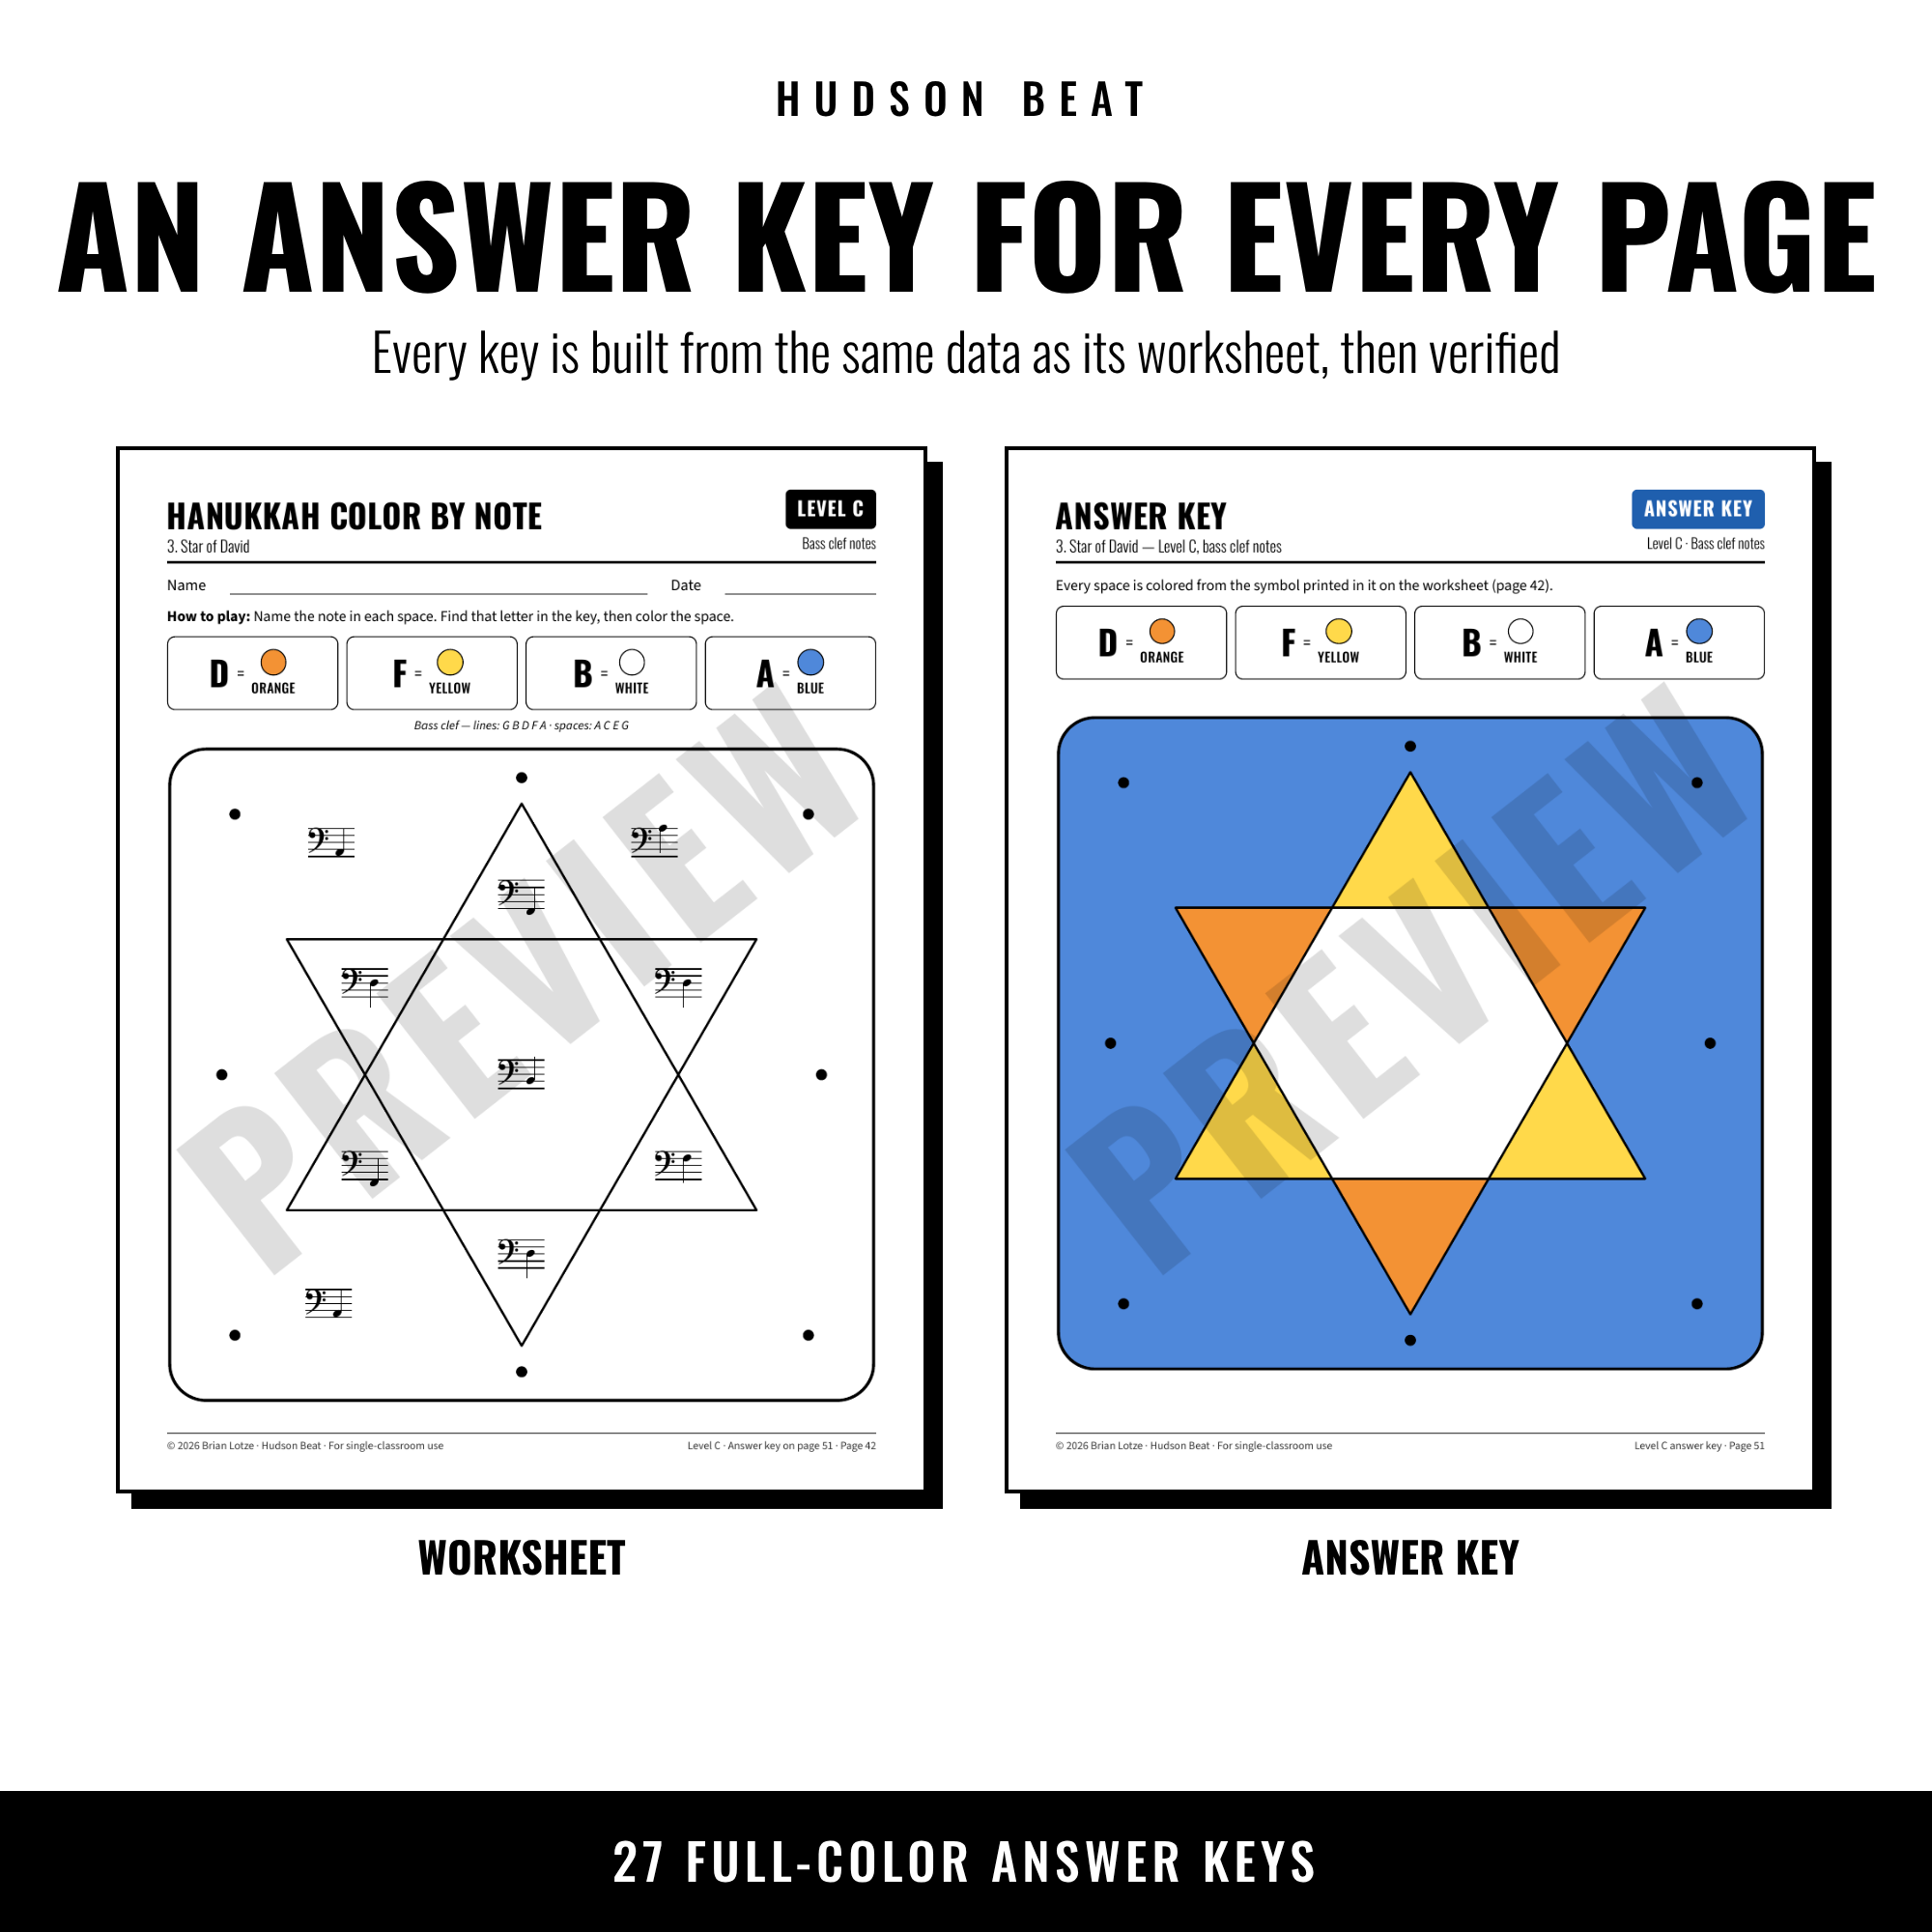 HUDSON BEAT
AN ANSWER KEY FOR EVERY PAGE
Every key is built from the same data as its worksheet, then verified
HANUKKAH COLOR BY NOTE
LEVEL C
3. Star of David
Bass clef notes
Name
Date
How to play: Name the note in each space. Find that letter in the key, then color the space.
D = ORANGE
F = YELLOW
B = WHITE
A = BLUE
Bass clef — lines: G B D F A · spaces: A C E G
PREVIEW
© 2026 Brian Lotze · Hudson Beat · For single-classroom use
Level C · Answer key on page 51 · Page 42
WORKSHEET
ANSWER KEY
ANSWER KEY
3. Star of David — Level C, bass clef notes
Level C · Bass clef notes
Every space is colored from the symbol printed in it on the worksheet (page 42).
D = ORANGE
F = YELLOW
B = WHITE
A = BLUE
PREVIEW
© 2026 Brian Lotze · Hudson Beat · For single-classroom use
Level C answer key · Page 51
ANSWER KEY
27 FULL-COLOR ANSWER KEYS